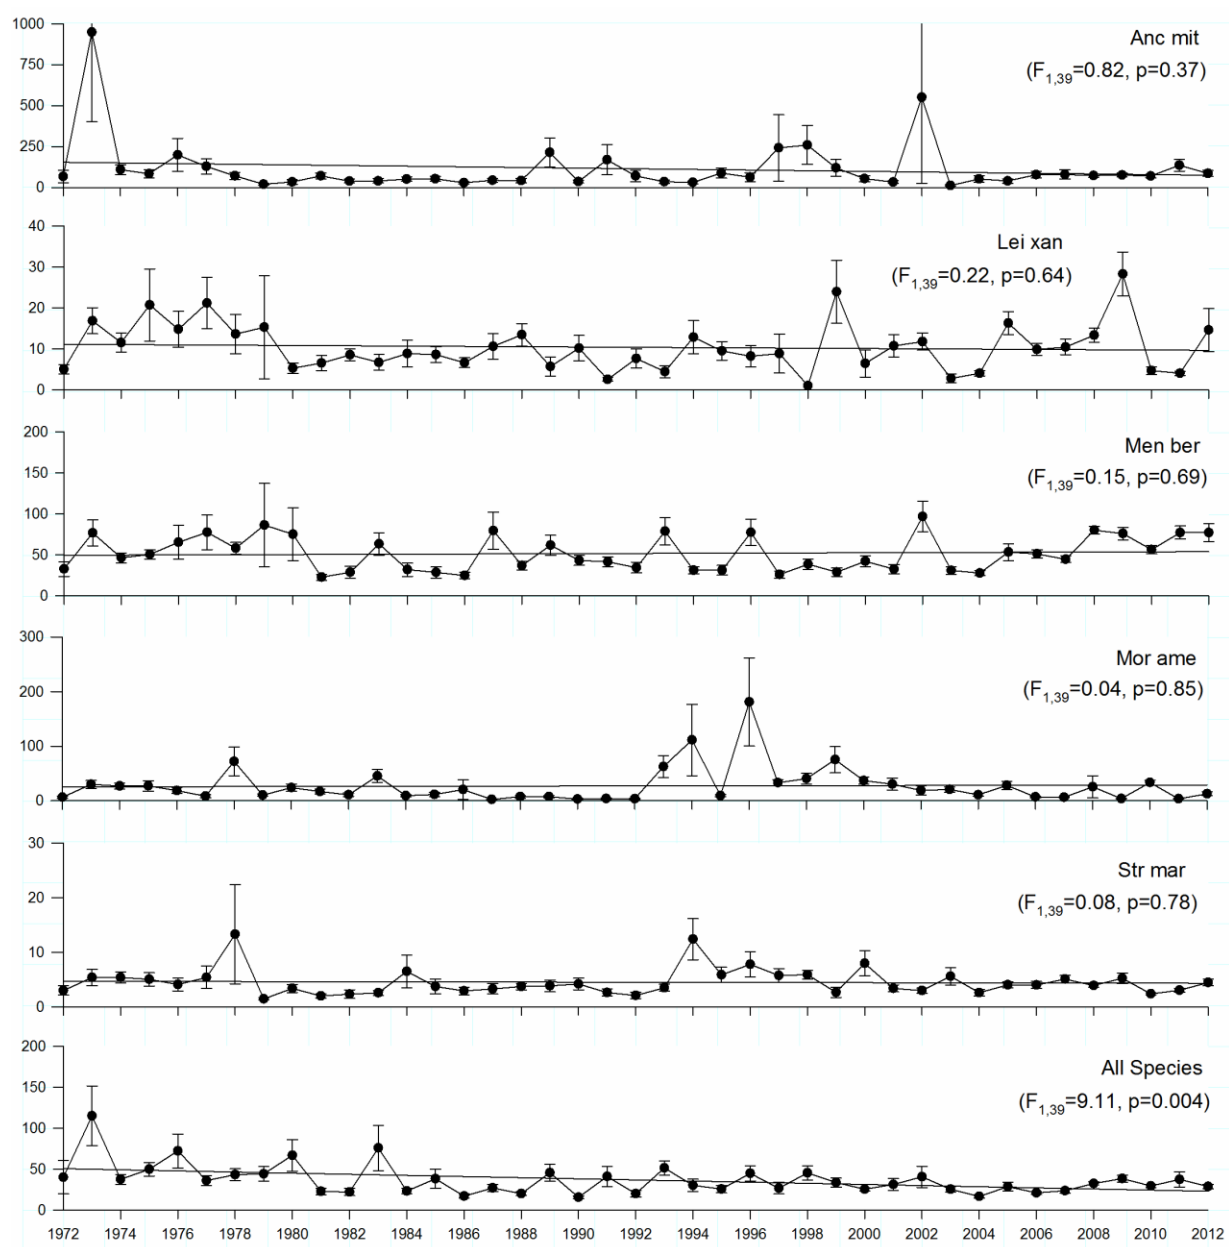 1000
Anc mit
750
(F1,39=0.82, p=0.37)
500
250
0
40
Lei xan
30
(F1,39=0.22, p=0.64)
20
10
0
200
Men ber
150
(F1,39=0.15, p=0.69)
100
50
0
300
Mor ame
(F1,39=0.04, p=0.85)
200
100
0
30
Str mar
20
(F1,39=0.08, p=0.78)
10
0
200
All Species
150
(F1,39=9.11, p=0.004)
100
50
0
1972 1974 1976 1978 1980 1982 1984 1986 1988 1990 1992 1994 1996 1998 2000 2002 2004 2006 2008 2010 2012